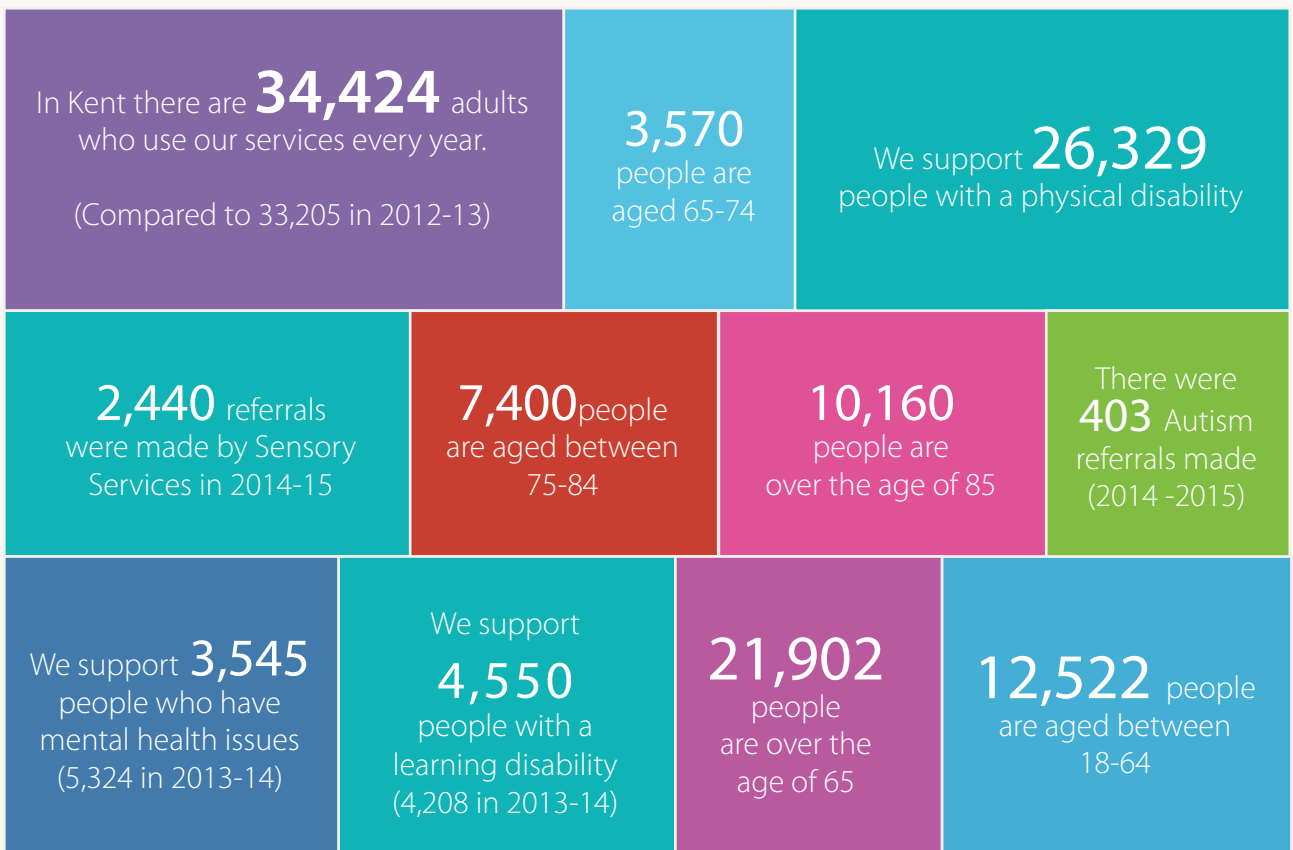 In Kent there are 34,424 adults
who use our services every year.
(Compared to 33,205 in 2012-13)
3,570
people are
aged 65-74
We support 26,329
people with a physical disability
2,440 referrals
were made by Sensory
Services in 2014-15
7,400people
are aged between
75-84
10,160
people are
over the age of 85
There were
403 Autism
referrals made
(2014 -2015)
We support 3,545
people who have
mental health issues
(5,324 in 2013-14)
We support
4,550
people with a
learning disability
(4,208 in 2013-14)
21,902
people
are over the
age of 65
12,522 people
are aged between
18-64